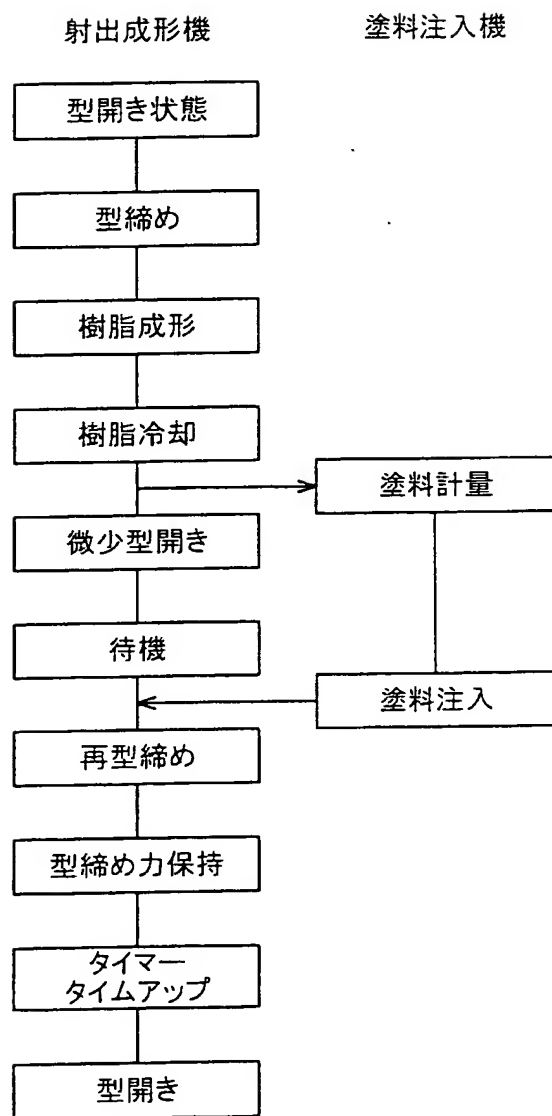 射出成形機
塗料注入機
型開き状態
型締め
樹脂成形
樹脂冷却
塗料計量
微少型開き
待機
塗料注入
再型締め
型締め力保持
タイマー
タイムアップ
型開き